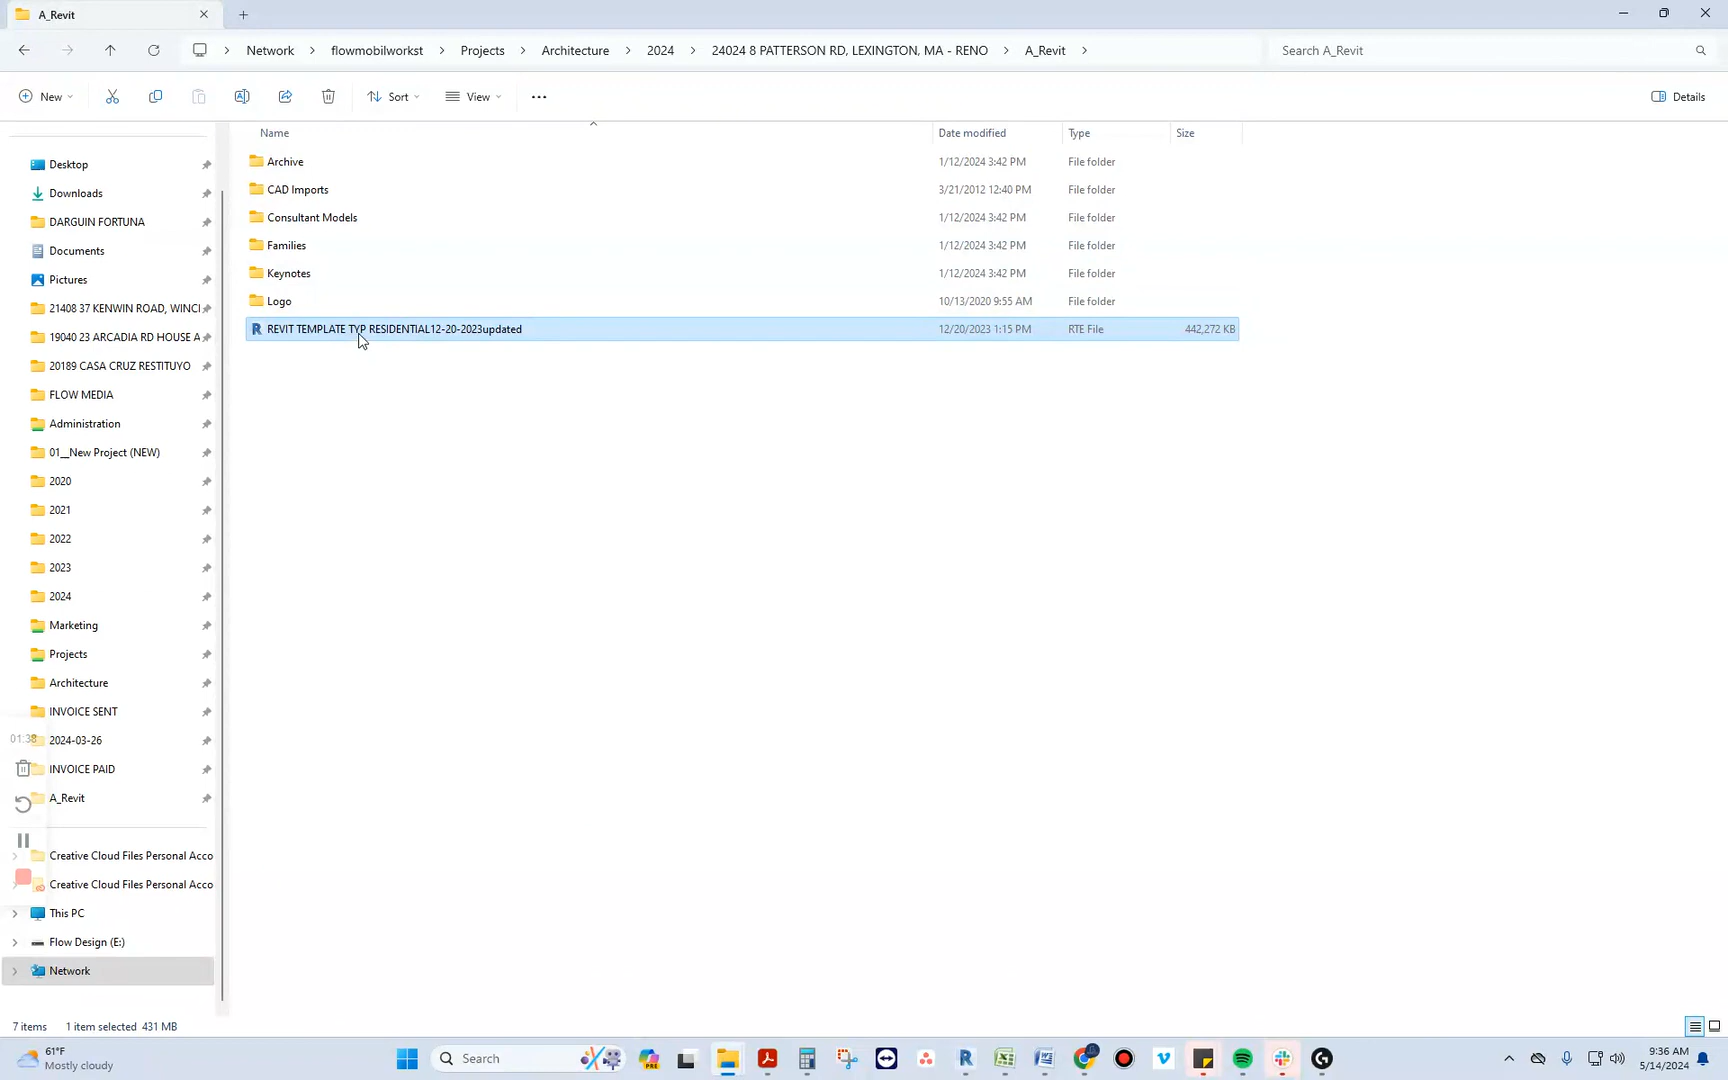 A_Revit
Network > flowmobilworkst > Projects > Architecture > 2024 > 24024 8 PATTERSON RD, LEXINGTON, MA - RENO > A_Revit >
Search A_Revit
New
Sort
View
Details
Name Date modified Type Size
Archive 1/12/2024 3:42 PM File folder
CAD Imports 3/21/2012 12:40 PM File folder
Consultant Models 1/12/2024 3:42 PM File folder
Families 1/12/2024 3:42 PM File folder
Keynotes 1/12/2024 3:42 PM File folder
Logo 10/13/2020 9:55 AM File folder
REVIT TEMPLATE TYP RESIDENTIAL12-20-2023updated 12/20/2023 1:15 PM RTE File 442,272 KB
Desktop
Downloads
DARGUIN FORTUNA
Documents
Pictures
21408 37 KENWIN ROAD, WINCI
19040 23 ARCADIA RD HOUSE A
20189 CASA CRUZ RESTITUYO
FLOW MEDIA
Administration
01__New Project (NEW)
2020
2021
2022
2023
2024
Marketing
Projects
Architecture
INVOICE SENT
01:38
2024-03-26
INVOICE PAID
A_Revit
Creative Cloud Files Personal Acco
Creative Cloud Files Personal Acco
This PC
Flow Design (E:)
Network
7 items 1 item selected 431 MB
61°F
Mostly cloudy
Search
PRE
9:36 AM
5/14/2024